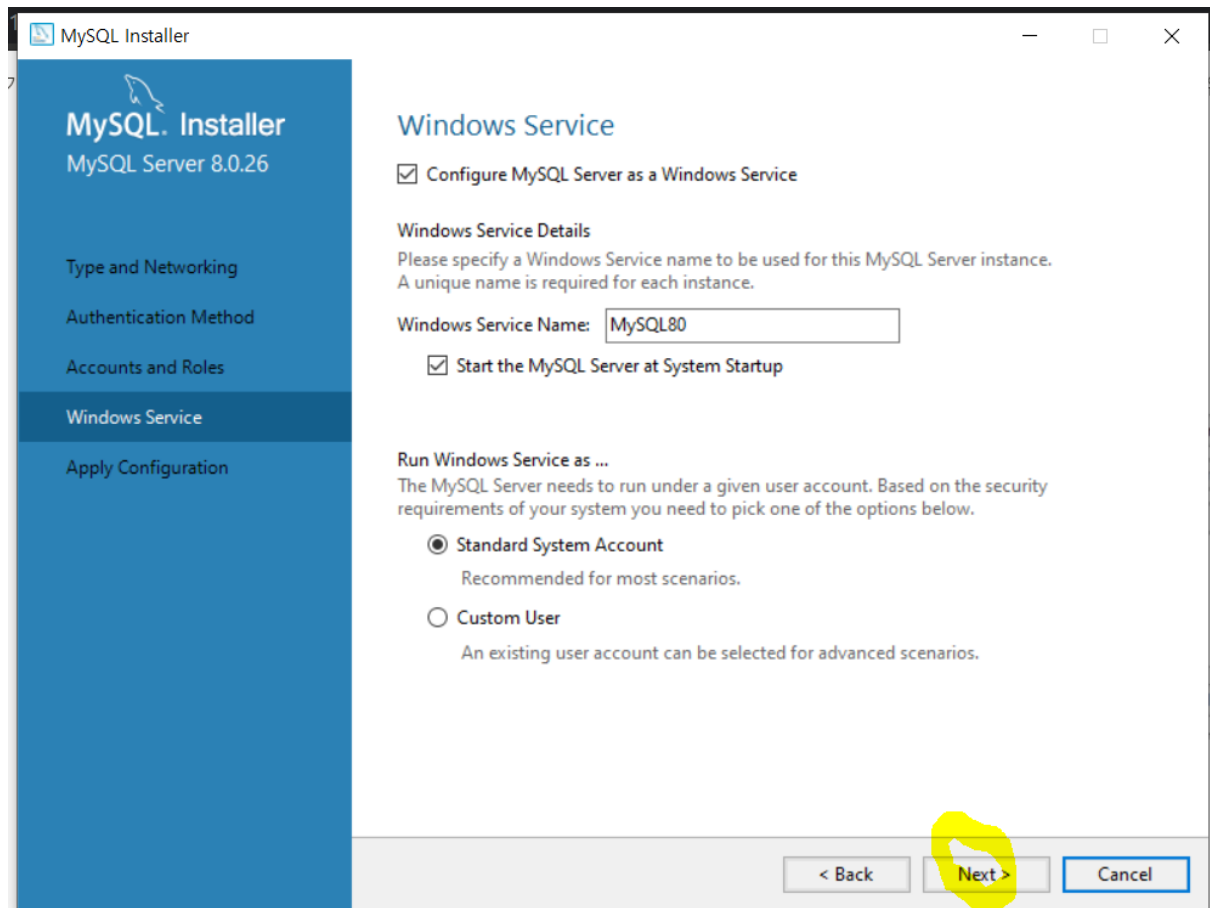 MySQL Installer
MySQL. Installer
MySQL Server 8.0.26
Type and Networking
Authentication Method
Accounts and Roles
Windows Service
Apply Configuration
Windows Service
Configure MySQL Server as a Windows Service
Windows Service Details
Please specify a Windows Service name to be used for this MySQL Server instance.
A unique name is required for each instance.
Windows Service Name: MySQL80
Start the MySQL Server at System Startup
Run Windows Service as ...
The MySQL Server needs to run under a given user account. Based on the security
requirements of your system you need to pick one of the options below.
Standard System Account
Recommended for most scenarios.
Custom User
An existing user account can be selected for advanced scenarios.
< Back Next > Cancel